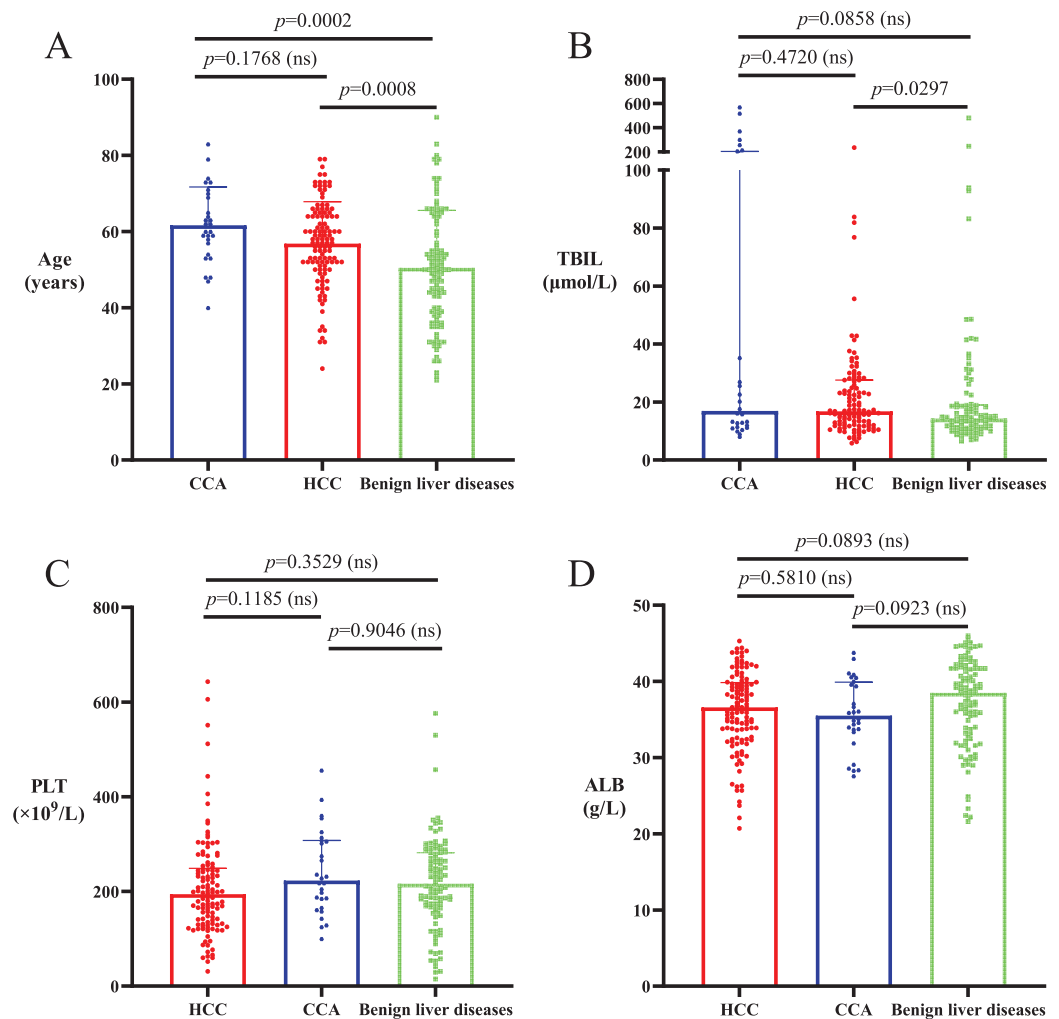 A
p=0.0002
p=0.1768 (ns)
p=0.0008
100
80
60
40
20
0
Age
(years)
CCA
HCC
Benign liver diseases
B
p=0.0858 (ns)
p=0.4720 (ns)
p=0.0297
800
600
400
200
100
80
60
40
20
0
TBIL
(μmol/L)
CCA
HCC
Benign liver diseases
C
p=0.3529 (ns)
p=0.1185 (ns)
p=0.9046 (ns)
800
600
400
200
0
PLT
(×10⁹/L)
HCC
CCA
Benign liver diseases
D
p=0.0893 (ns)
p=0.5810 (ns)
p=0.0923 (ns)
50
40
30
20
10
0
ALB
(g/L)
HCC
CCA
Benign liver diseases